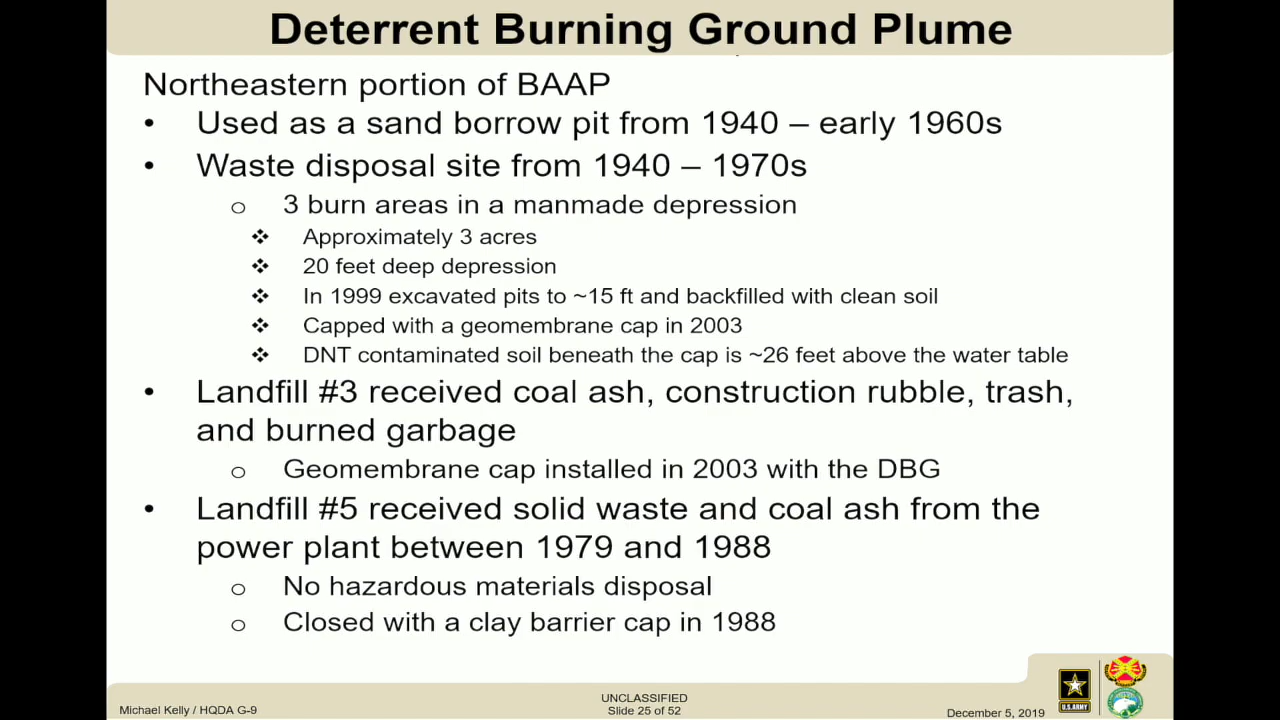 Deterrent Burning Ground Plume
Northeastern portion of BAAP
• Used as a sand borrow pit from 1940 – early 1960s
• Waste disposal site from 1940 – 1970s
o 3 burn areas in a manmade depression
❖ Approximately 3 acres
❖ 20 feet deep depression
❖ In 1999 excavated pits to ~15 ft and backfilled with clean soil
❖ Capped with a geomembrane cap in 2003
❖ DNT contaminated soil beneath the cap is ~26 feet above the water table
• Landfill #3 received coal ash, construction rubble, trash,
and burned garbage
o Geomembrane cap installed in 2003 with the DBG
• Landfill #5 received solid waste and coal ash from the
power plant between 1979 and 1988
o No hazardous materials disposal
o Closed with a clay barrier cap in 1988
Michael Kelly / HQDA G-9
UNCLASSIFIED
Slide 25 of 52
U.S. ARMY
December 5, 2019